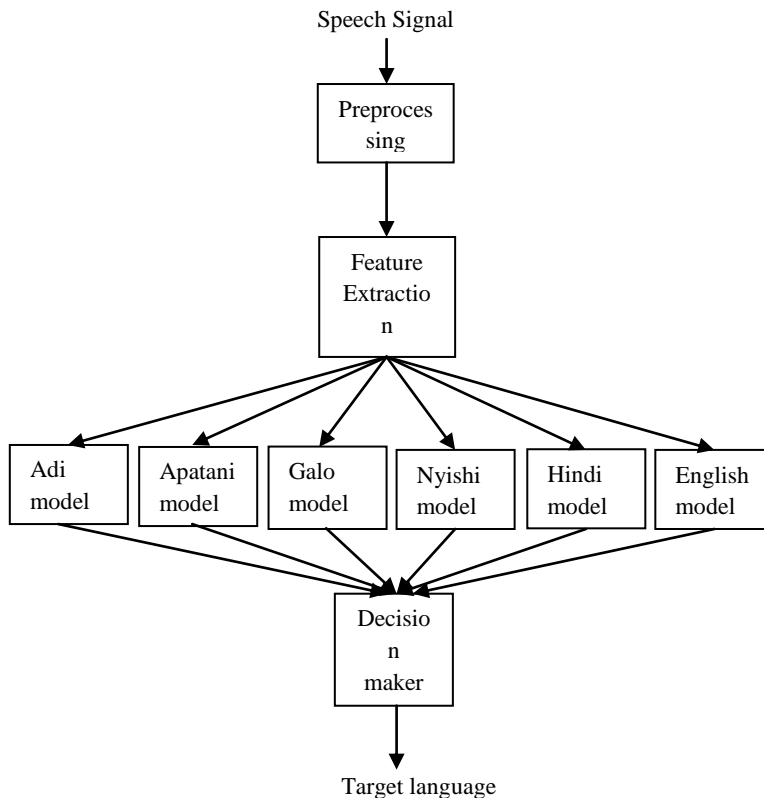 Speech Signal
Preproces
sing
Feature
Extractio
n
Adi
model
Apatani
model
Galo
model
Nyishi
model
Hindi
model
English
model
Decisio
n
maker
Target language